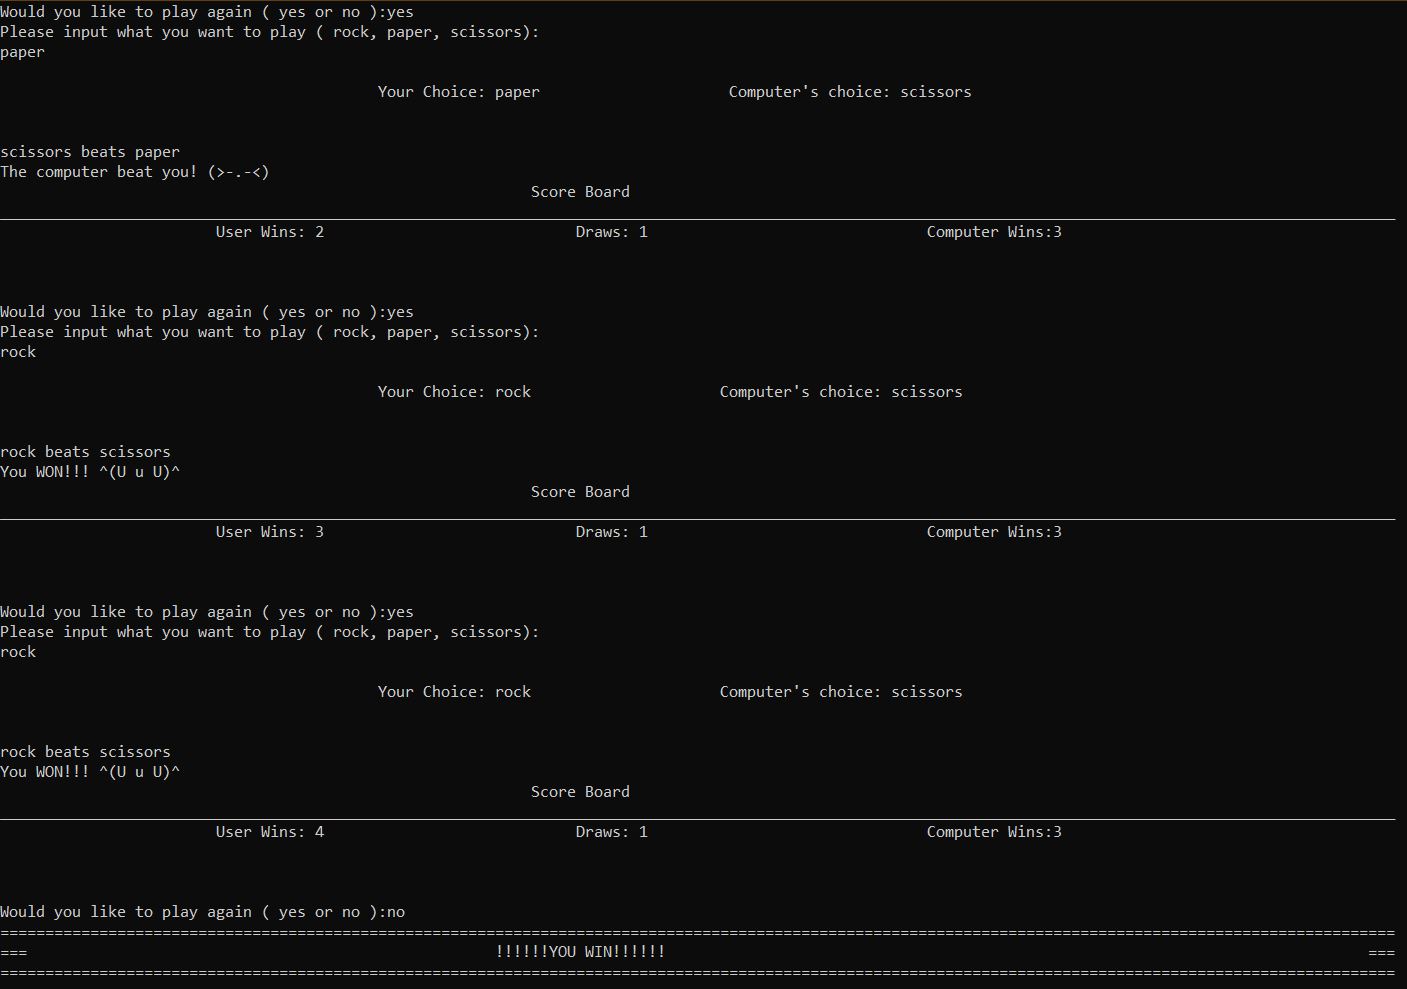 Would you like to play again ( yes or no ):yes
Please input what you want to play ( rock, paper, scissors):
paper
Your Choice: paper Computer's choice: scissors
scissors beats paper
The computer beat you! (>-.-<)
Score Board
User Wins: 2 Draws: 1 Computer Wins:3
Would you like to play again ( yes or no ):yes
Please input what you want to play ( rock, paper, scissors):
rock
Your Choice: rock Computer's choice: scissors
rock beats scissors
You WON!!! ^(U u U)^
Score Board
User Wins: 3 Draws: 1 Computer Wins:3
Would you like to play again ( yes or no ):yes
Please input what you want to play ( rock, paper, scissors):
rock
Your Choice: rock Computer's choice: scissors
rock beats scissors
You WON!!! ^(U u U)^
Score Board
User Wins: 4 Draws: 1 Computer Wins:3
Would you like to play again ( yes or no ):no
===========================================================================================================================================================
=== !!!!!!YOU WIN!!!!!! ===
===========================================================================================================================================================